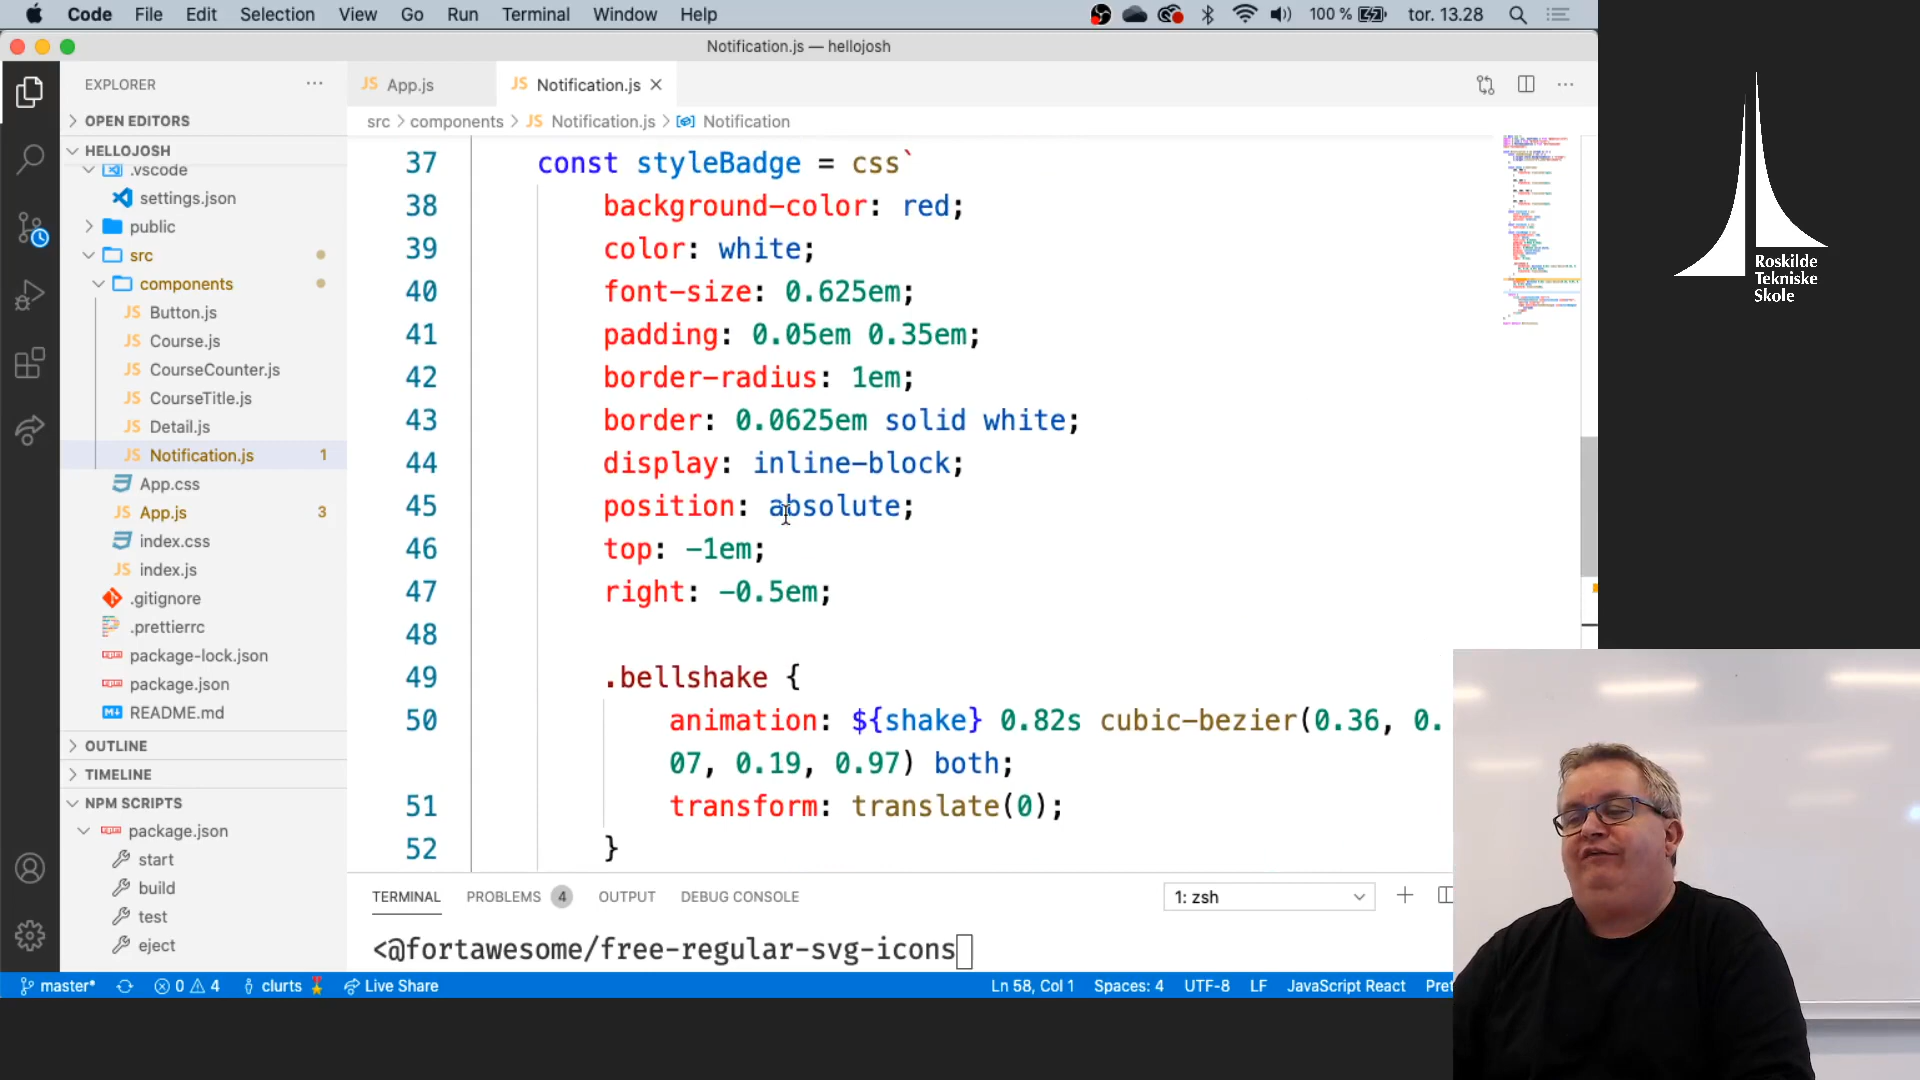 Code File Edit Selection View Go Run Terminal Window Help 100 % tor. 13.28
Notification.js — hellojosh
EXPLORER
JS App.js JS Notification.js
OPEN EDITORS
src > components > JS Notification.js > Notification
HELLOJOSH
.vscode
settings.json
public
src
components
JS Button.js
JS Course.js
JS CourseCounter.js
JS CourseTitle.js
JS Detail.js
JS Notification.js 1
App.css
JS App.js 3
index.css
JS index.js
.gitignore
.prettierrc
package-lock.json
package.json
README.md
OUTLINE
TIMELINE
NPM SCRIPTS
package.json
start
build
test
eject
37 const styleBadge = css`
38 background-color: red;
39 color: white;
40 font-size: 0.625em;
41 padding: 0.05em 0.35em;
42 border-radius: 1em;
43 border: 0.0625em solid white;
44 display: inline-block;
45 position: absolute;
46 top: -1em;
47 right: -0.5em;
48
49 .bellshake {
50 animation: ${shake} 0.82s cubic-bezier(0.36, 0.
07, 0.19, 0.97) both;
51 transform: translate(0);
52 }
TERMINAL PROBLEMS 4 OUTPUT DEBUG CONSOLE 1: zsh
<@fortawesome/free-regular-svg-icons
master* 0 4 clurts Live Share Ln 58, Col 1 Spaces: 4 UTF-8 LF JavaScript React Pret
Roskilde
Tekniske
Skole